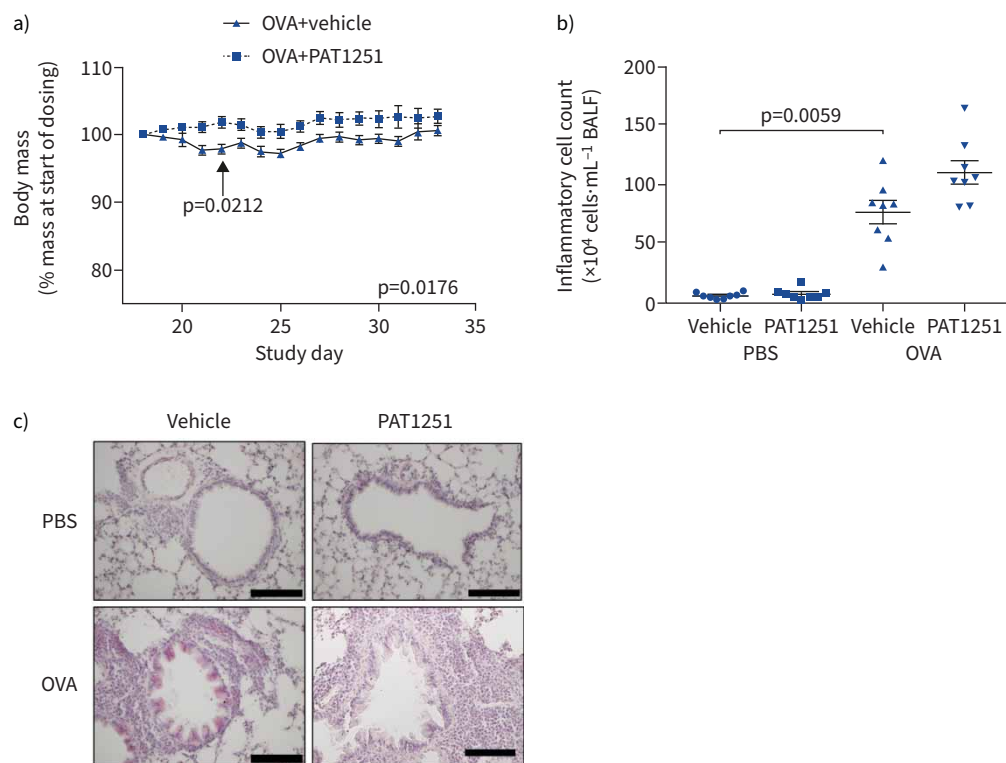 a)
OVA+vehicle
OVA+PAT1251
110
100
90
80
Body mass
(% mass at start of dosing)
p=0.0212
p=0.0176
20 25 30 35
Study day
b)
200
150
100
50
0
Inflammatory cell count
(×10⁴ cells·mL⁻¹ BALF)
p=0.0059
Vehicle PAT1251 Vehicle PAT1251
PBS OVA
c)
Vehicle PAT1251
PBS
OVA